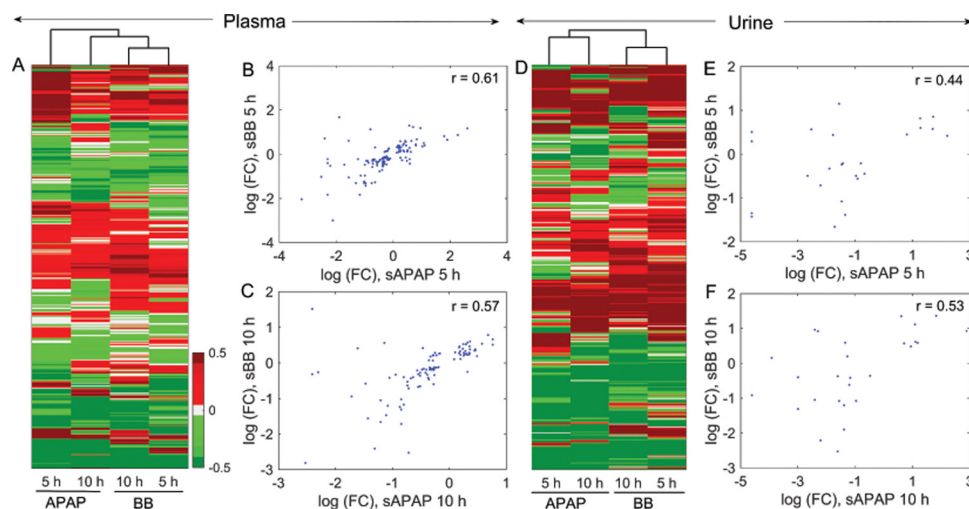 Plasma
Urine
A
B
4
2
0
-2
-4
r = 0.61
log (FC), sBB 5 h
-4 -3 -2 -1 0 1 2 3 4
log (FC), sAPAP 5 h
C
2
1
0
-1
-2
-3
r = 0.57
log (FC), sBB 10 h
-3 -2 -1 0 1
log (FC), sAPAP 10 h
0.5
0
-0.5
5 h 10 h 10 h 5 h
APAP BB
D
E
2
1
0
-1
-2
r = 0.44
log (FC), sBB 5 h
-5 -3 -1 1 3
log (FC), sAPAP 5 h
F
2
1
0
-1
-2
-3
r = 0.53
log (FC), sBB 10 h
-5 -3 -1 1 3
log (FC), sAPAP 10 h
5 h 10 h 10 h 5 h
APAP BB